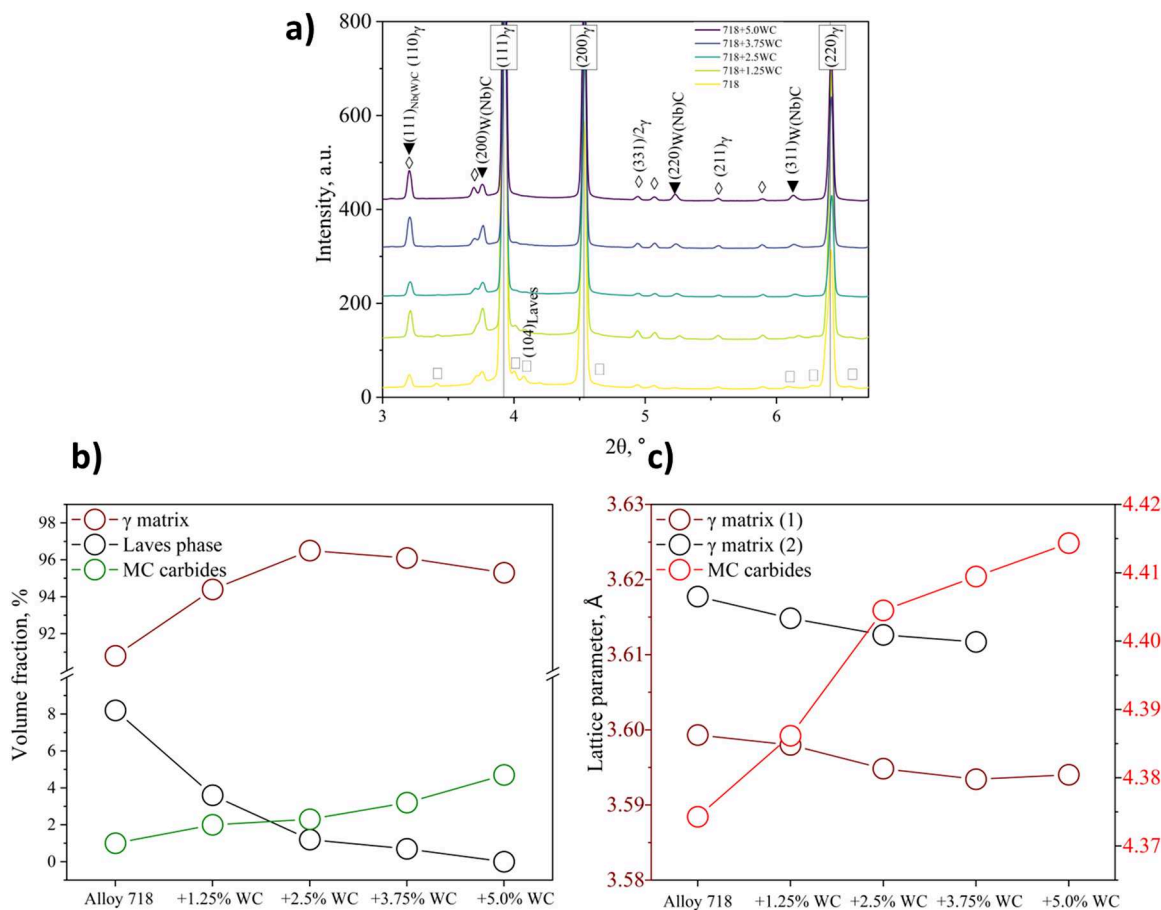 a)
800
600
400
200
0
Intensity, a.u.
3
4
5
6
2θ, °
(111)Nb(W)C (110)γ
(200)W(Nb)C
(111)γ
(200)γ
(331)/2γ
(220)W(Nb)C
(211)γ
(311)W(Nb)C
(220)γ
(104)Laves
718+5.0WC
718+3.75WC
718+2.5WC
718+1.25WC
718
b)
γ matrix
Laves phase
MC carbides
98
96
94
92
8
6
4
2
0
Volume fraction, %
Alloy 718
+1.25% WC
+2.5% WC
+3.75% WC
+5.0% WC
c)
γ matrix (1)
γ matrix (2)
MC carbides
3.63
3.62
3.61
3.60
3.59
3.58
Lattice parameter, Å
4.42
4.41
4.40
4.39
4.38
4.37
Alloy 718
+1.25% WC
+2.5% WC
+3.75% WC
+5.0% WC